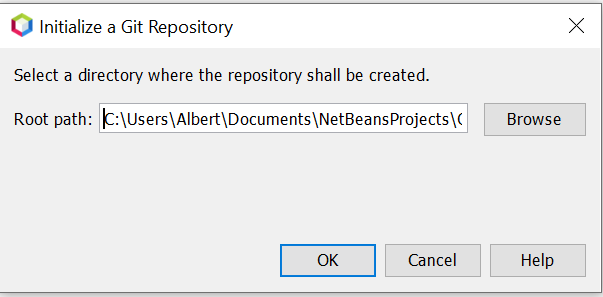 Initialize a Git Repository
Select a directory where the repository shall be created.
Root path: C:\Users\Albert\Documents\NetBeansProjects\ Browse
OK Cancel Help